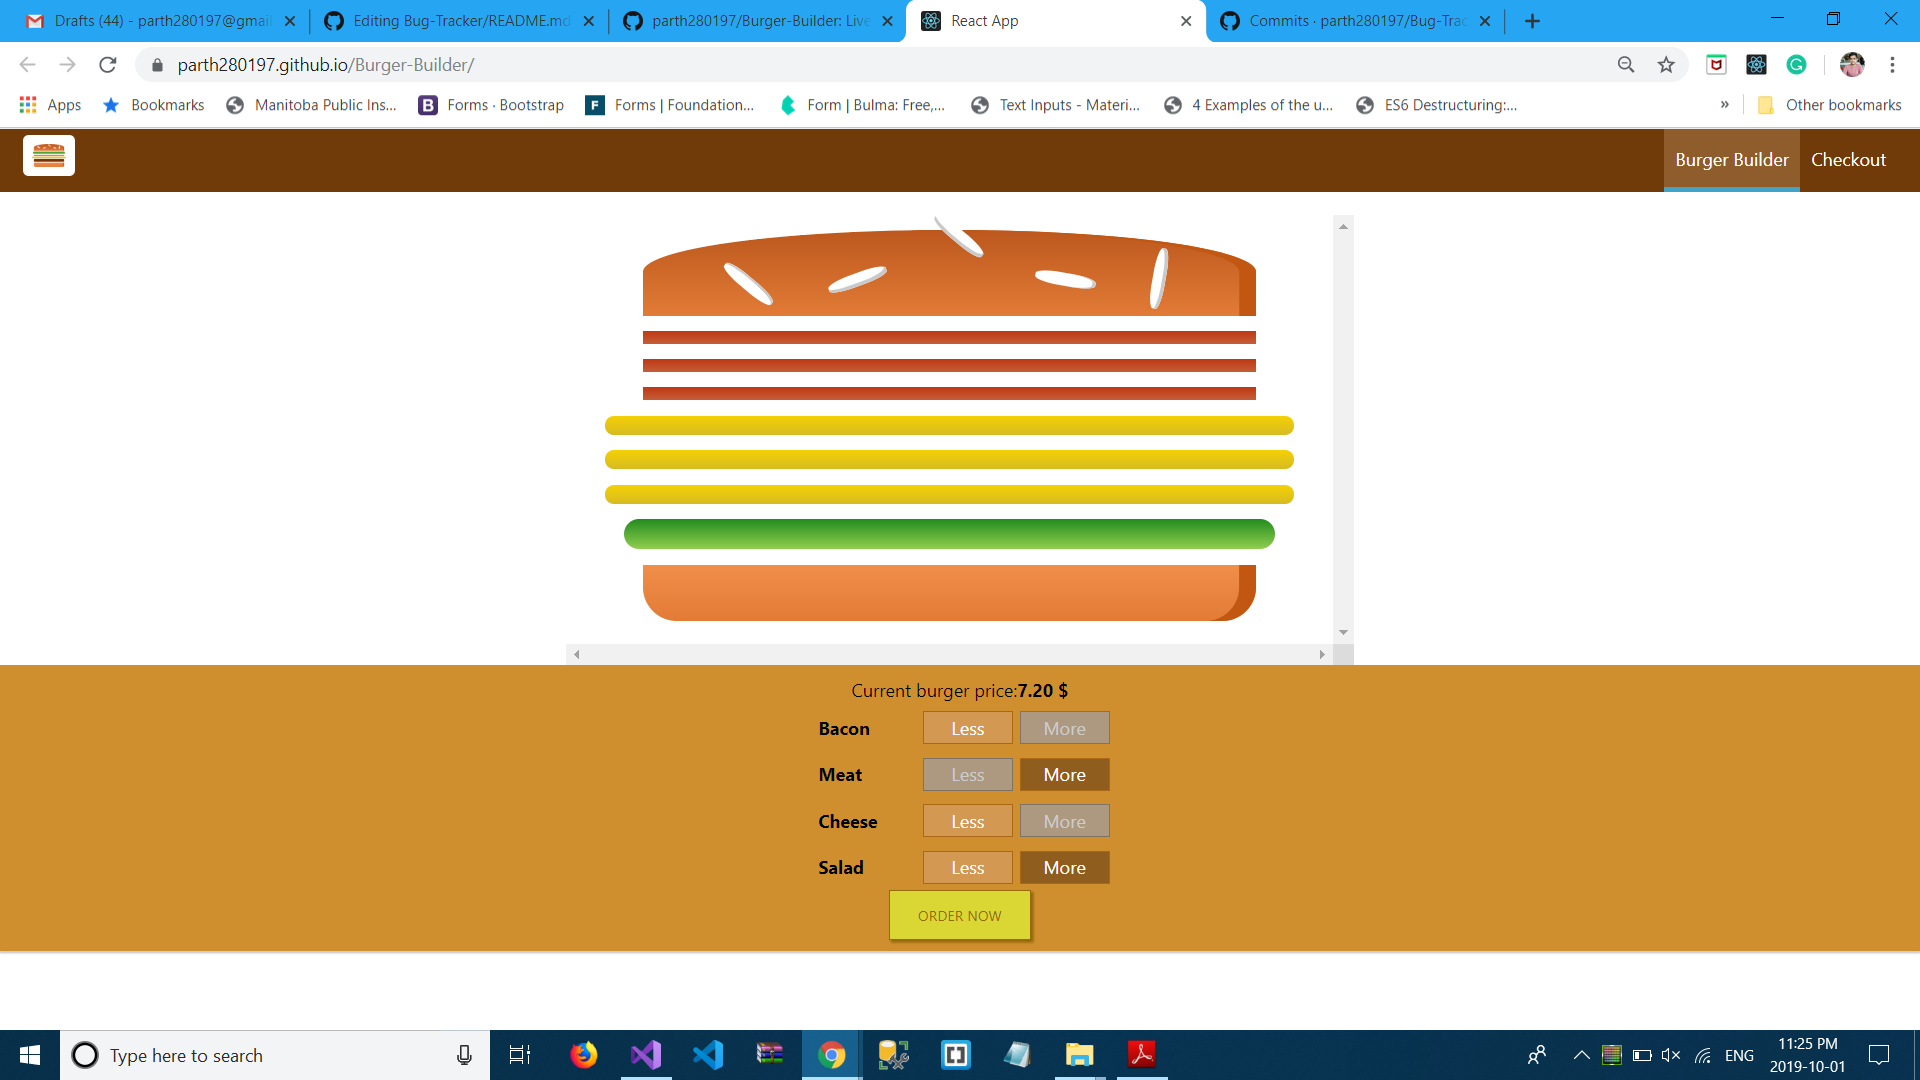 Drafts (44) - parth280197@gmai
Editing Bug-Tracker/README.md
parth280197/Burger-Builder: Live
React App
Commits · parth280197/Bug-Trac
parth280197.github.io/Burger-Builder/
Apps
Bookmarks
Manitoba Public Ins...
B
Forms · Bootstrap
F
Forms | Foundation...
Form | Bulma: Free,...
Text Inputs - Materi...
4 Examples of the u...
ES6 Destructuring:...
»
Other bookmarks
Burger Builder
Checkout
Current burger price:7.20 $
Bacon Less More
Meat Less More
Cheese Less More
Salad Less More
ORDER NOW
Type here to search
ENG
11:25 PM
2019-10-01